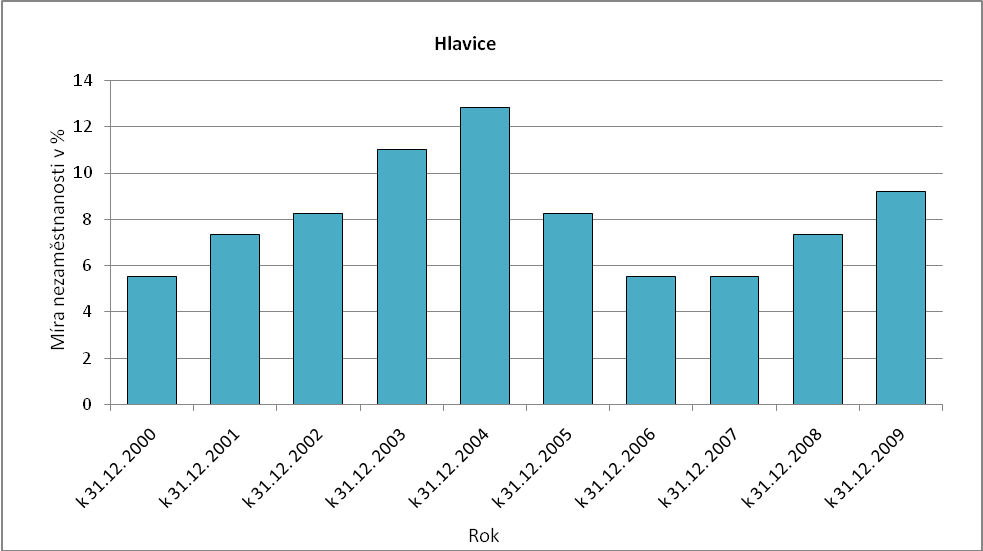 Hlavice
Míra nezaměstnanosti v %
14
12
10
8
6
4
2
0
k 31.12. 2000
k 31.12. 2001
k 31.12. 2002
k 31.12. 2003
k 31.12. 2004
k 31.12. 2005
k 31.12. 2006
k 31.12. 2007
k 31.12. 2008
k 31.12. 2009
Rok